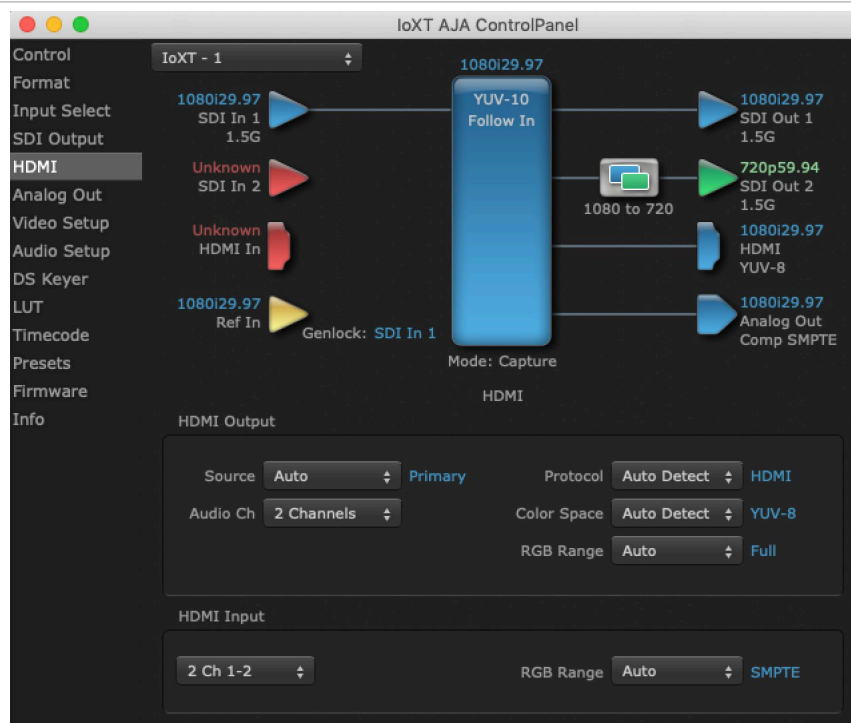 IoXT AJA ControlPanel
Control
Format
Input Select
SDI Output
HDMI
Analog Out
Video Setup
Audio Setup
DS Keyer
LUT
Timecode
Presets
Firmware
Info
IoXT - 1
1080i29.97
1080i29.97
SDI In 1
1.5G
Unknown
SDI In 2
Unknown
HDMI In
1080i29.97
Ref In
Genlock: SDI In 1
YUV-10
Follow In
Mode: Capture
1080i29.97
SDI Out 1
1.5G
1080 to 720
720p59.94
SDI Out 2
1.5G
1080i29.97
HDMI
YUV-8
1080i29.97
Analog Out
Comp SMPTE
HDMI
HDMI Output
Source Auto Primary Protocol Auto Detect HDMI
Audio Ch 2 Channels Color Space Auto Detect YUV-8
RGB Range Auto Full
HDMI Input
2 Ch 1-2 RGB Range Auto SMPTE